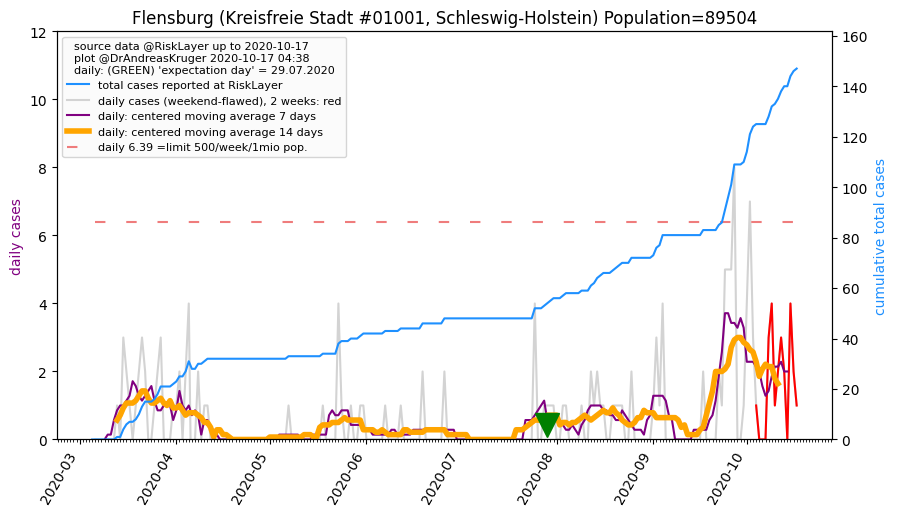 Flensburg (Kreisfreie Stadt #01001, Schleswig-Holstein) Population=89504
source data @RiskLayer up to 2020-10-17
plot @DrAndreasKruger 2020-10-17 04:38
daily: (GREEN) 'expectation day' = 29.07.2020
total cases reported at RiskLayer
daily cases (weekend-flawed), 2 weeks: red
daily: centered moving average 7 days
daily: centered moving average 14 days
daily 6.39 =limit 500/week/1mio pop.
daily cases
12
10
8
6
4
2
0
cumulative total cases
160
140
120
100
80
60
40
20
0
2020-03
2020-04
2020-05
2020-06
2020-07
2020-08
2020-09
2020-10